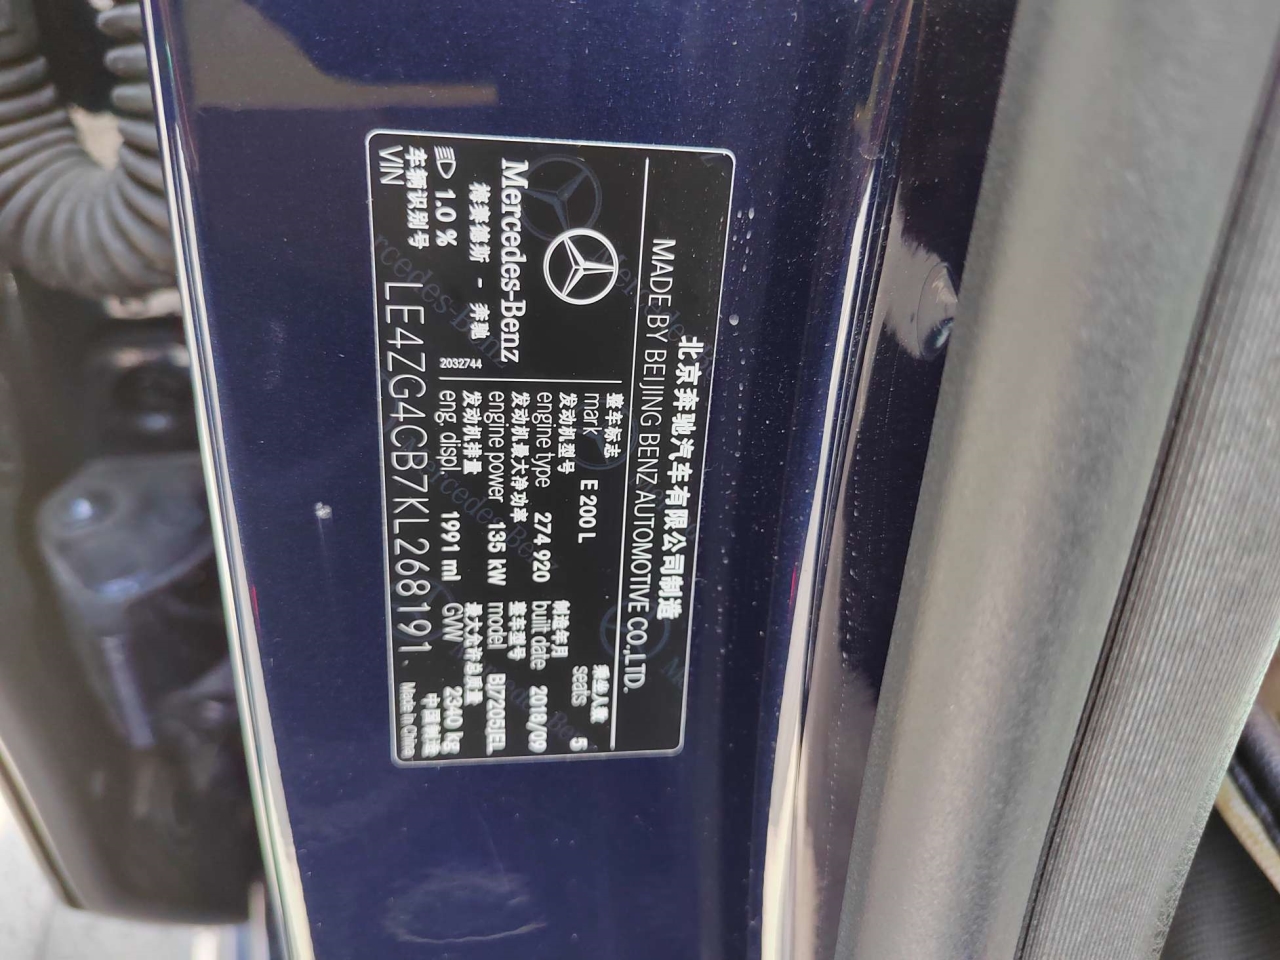 北京奔驰汽车有限公司制造
MADE BY BEIJING BENZ AUTOMOTIVE CO.,LTD.
Mercedes-Benz
梅赛德斯 - 奔驰
2032744
1.0 %
整车标志
mark E 200 L
乘坐人数
seats 5
发动机型号
engine type 274 920
制造年月
built date 2018/09
发动机最大净功率
engine power 135 kW
整车型号
model BJ7205JEL
发动机排量
eng. displ. 1991 ml
最大允许总质量
GVW 2340 kg
车辆识别号
VIN LE4ZG4CB7KL268191
中国制造
Made in China